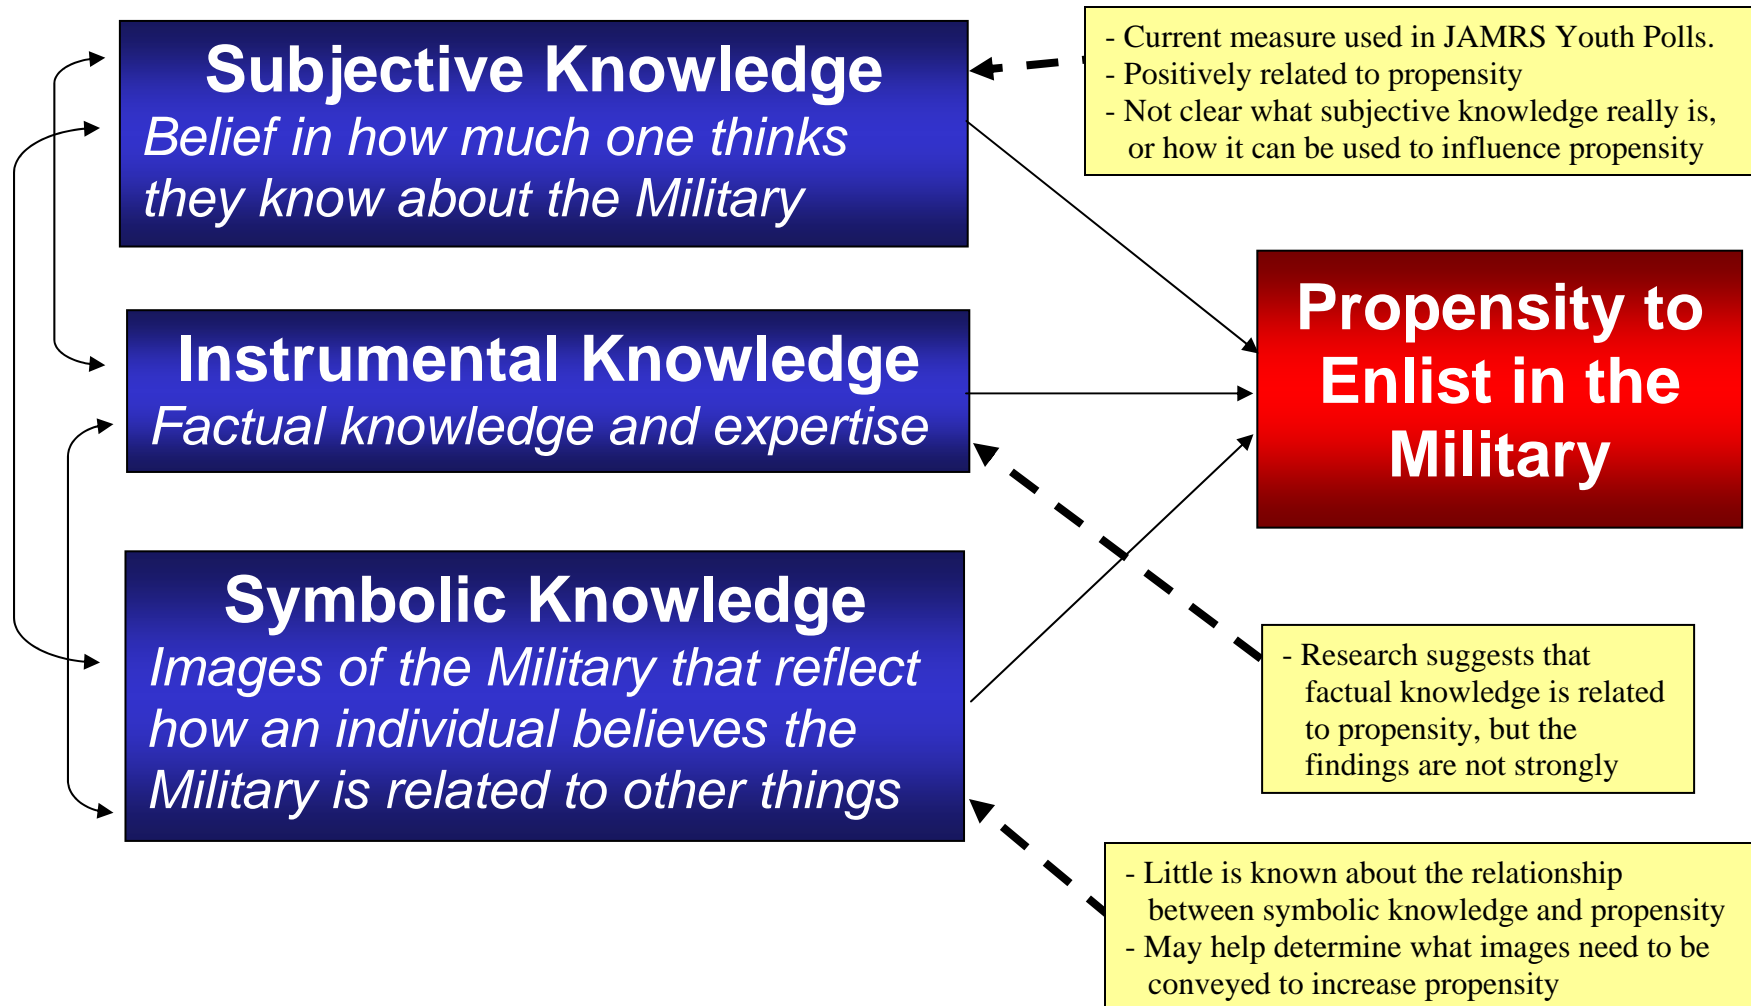 Subjective Knowledge
Belief in how much one thinks
they know about the Military
- Current measure used in JAMRS Youth Polls.
- Positively related to propensity
- Not clear what subjective knowledge really is,
or how it can be used to influence propensity
Instrumental Knowledge
Factual knowledge and expertise
Propensity to
Enlist in the
Military
Symbolic Knowledge
Images of the Military that reflect
how an individual believes the
Military is related to other things
- Research suggests that
factual knowledge is related
to propensity, but the
findings are not strongly
- Little is known about the relationship
between symbolic knowledge and propensity
- May help determine what images need to be
conveyed to increase propensity